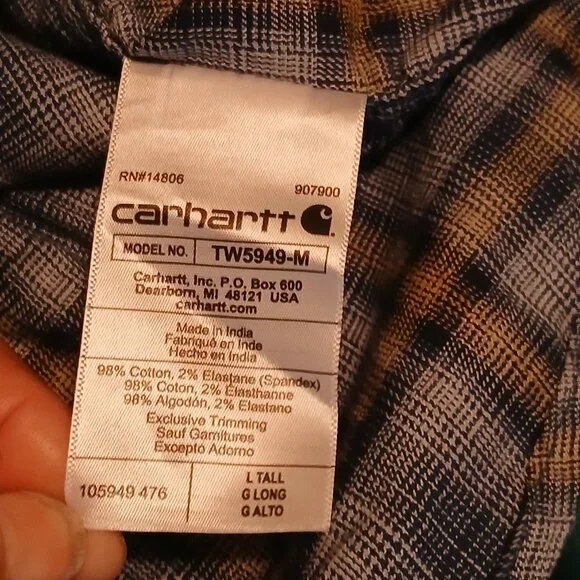 RN#14806
907900
carhartt
MODEL NO. TW5949-M
Carhartt, Inc. P.O. Box 600
Dearborn, MI 48121 USA
carhartt.com
Made in India
Fabriqué en Inde
Hecho en India
98% Cotton, 2% Elastane (Spandex)
98% Coton, 2% Élasthanne
98% Algodón, 2% Elastano
Exclusive Trimming
Sauf Garnitures
Excepto Adorno
105949 476
L TALL
G LONG
G ALTO